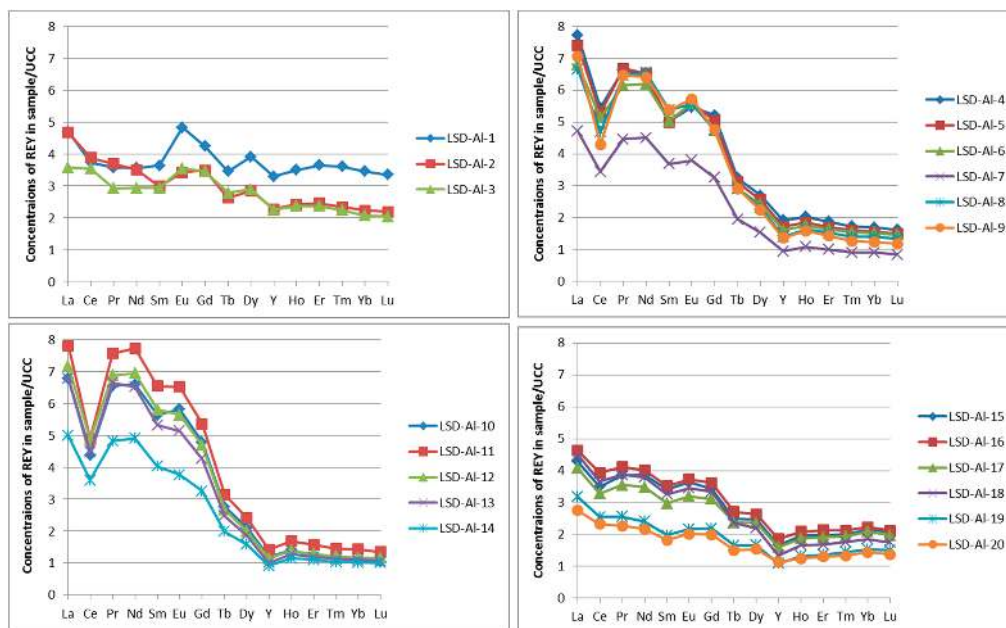 Concentraions of REY in sample/UCC
8
7
6
5
4
3
2
1
0
La Ce Pr Nd Sm Eu Gd Tb Dy Y Ho Er Tm Yb Lu
LSD-Al-1
LSD-Al-2
LSD-Al-3
Concentraions of REY in sample/UCC
8
7
6
5
4
3
2
1
0
La Ce Pr Nd Sm Eu Gd Tb Dy Y Ho Er Tm Yb Lu
LSD-Al-4
LSD-Al-5
LSD-Al-6
LSD-Al-7
LSD-Al-8
LSD-Al-9
Concentraions of REY in sample/UCC
8
7
6
5
4
3
2
1
0
La Ce Pr Nd Sm Eu Gd Tb Dy Y Ho Er Tm Yb Lu
LSD-Al-10
LSD-Al-11
LSD-Al-12
LSD-Al-13
LSD-Al-14
Concentraions of REY in sample/UCC
8
7
6
5
4
3
2
1
0
La Ce Pr Nd Sm Eu Gd Tb Dy Y Ho Er Tm Yb Lu
LSD-Al-15
LSD-Al-16
LSD-Al-17
LSD-Al-18
LSD-Al-19
LSD-Al-20